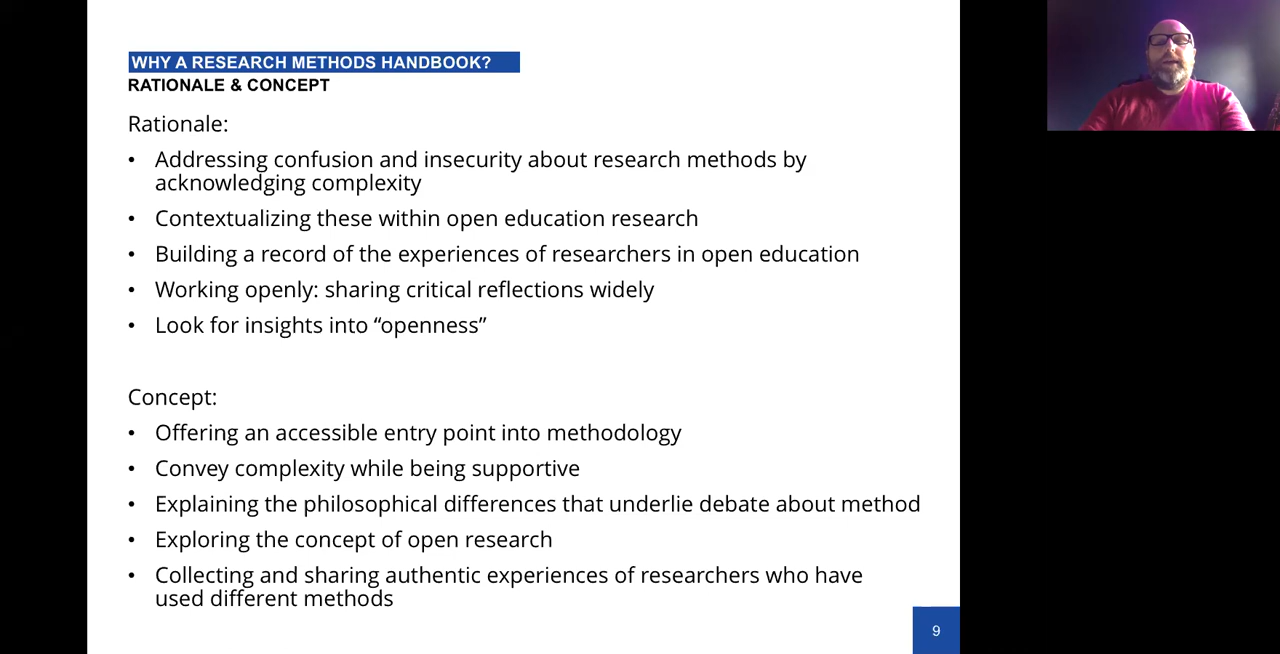 WHY A RESEARCH METHODS HANDBOOK?
RATIONALE & CONCEPT
Rationale:
• Addressing confusion and insecurity about research methods by
acknowledging complexity
• Contextualizing these within open education research
• Building a record of the experiences of researchers in open education
• Working openly: sharing critical reflections widely
• Look for insights into “openness”
Concept:
• Offering an accessible entry point into methodology
• Convey complexity while being supportive
• Explaining the philosophical differences that underlie debate about method
• Exploring the concept of open research
• Collecting and sharing authentic experiences of researchers who have
used different methods
9